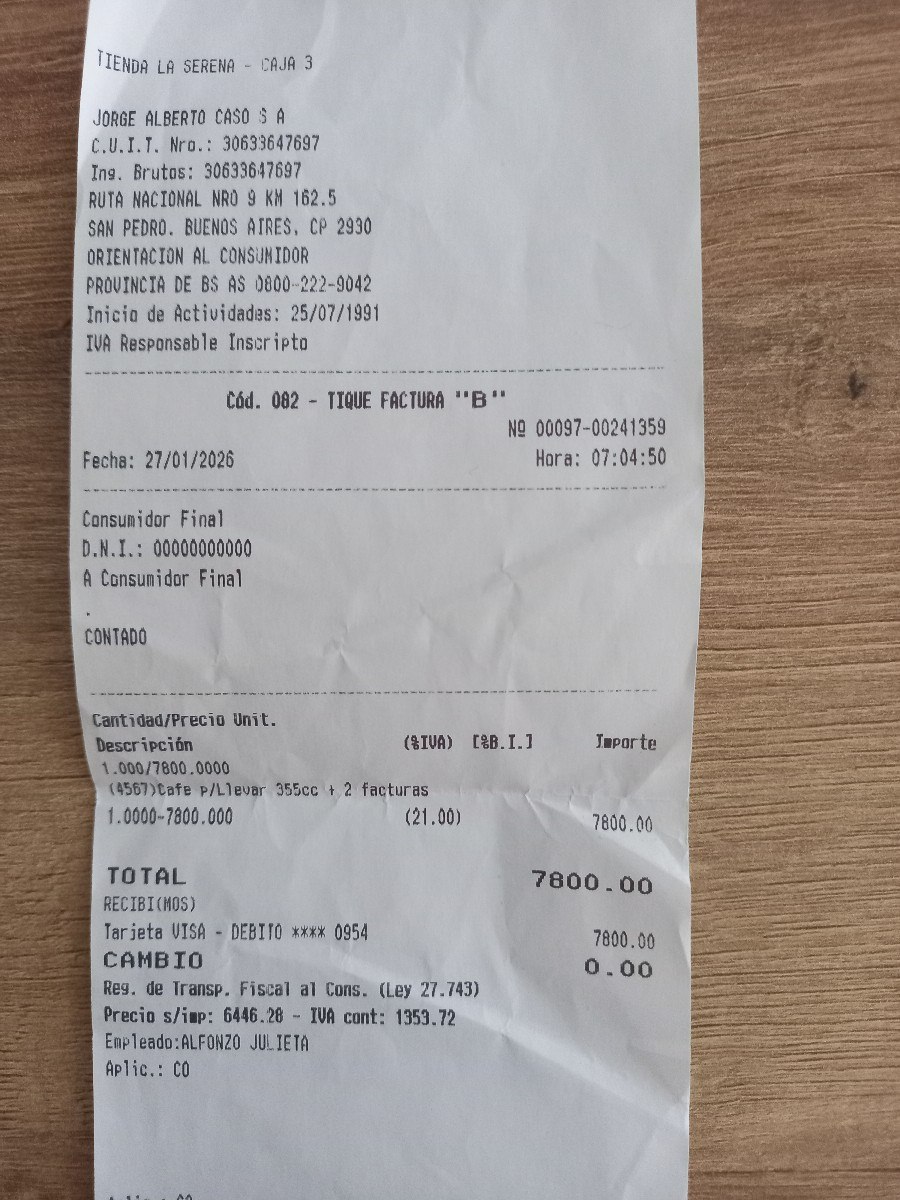 TIENDA LA SERENA - CAJA 3
JORGE ALBERTO CASO S A
C.U.I.T. Nro.: 30633647697
Ing. Brutos: 30633647697
RUTA NACIONAL NRO 9 KM 162.5
SAN PEDRO. BUENOS AIRES, CP 2930
ORIENTACION AL CONSUMIDOR
PROVINCIA DE BS AS 0800-222-9042
Inicio de Actividades: 25/07/1991
IVA Responsable Inscripto
Cód. 082 - TIQUE FACTURA "B"
Nº 00097-00241359
Fecha: 27/01/2026 Hora: 07:04:50
Consumidor Final
D.N.I.: 00000000000
A Consumidor Final
.
CONTADO
Cantidad/Precio Unit.
Descripción (%IVA) [%B.I.] Importe
1.000/7800.0000
(4567)Cafe p/Llevar 355cc + 2 facturas
1.0000-7800.000 (21.00) 7800.00
TOTAL 7800.00
RECIBI(MOS)
Tarjeta VISA - DEBITO **** 0954 7800.00
CAMBIO 0.00
Reg. de Transp. Fiscal al Cons. (Ley 27.743)
Precio s/imp: 6446.28 - IVA cont: 1353.72
Empleado:ALFONZO JULIETA
Aplic.: CO